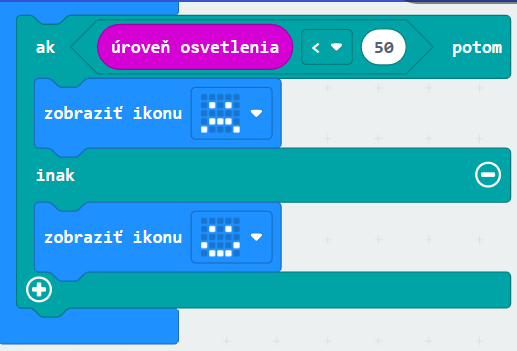 ak úroveň osvetlenia < 50 potom
zobraziť ikonu
inak
zobraziť ikonu